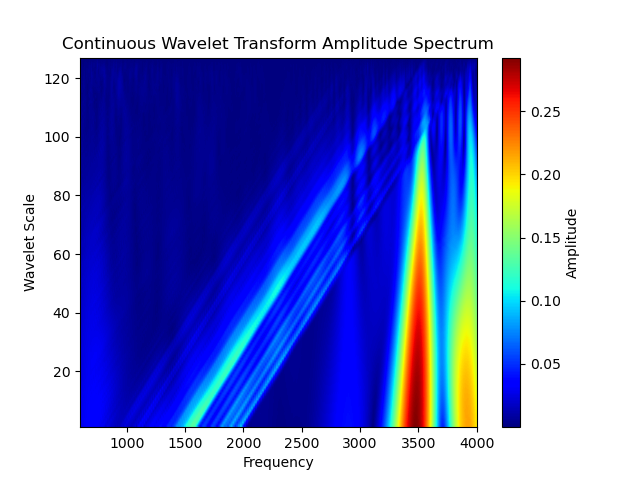 Continuous Wavelet Transform Amplitude Spectrum
120
100
80
60
40
20
Wavelet Scale
1000 1500 2000 2500 3000 3500 4000
Frequency
0.25
0.20
0.15
0.10
0.05
Amplitude